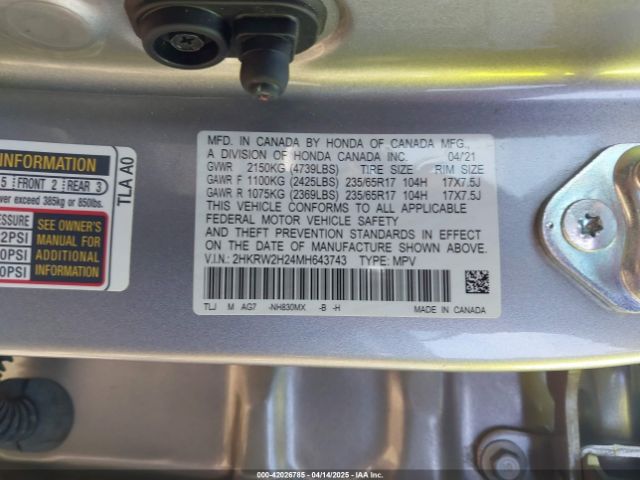 MFD. IN CANADA BY HONDA OF CANADA MFG.,
A DIVISION OF HONDA CANADA INC. 04/21
GVWR 2150KG (4739LBS) TIRE SIZE RIM SIZE
GAWR F 1100KG (2425LBS) 235/65R17 104H 17X7.5J
GAWR R 1075KG (2369LBS) 235/65R17 104H 17X7.5J
THIS VEHICLE CONFORMS TO ALL APPLICABLE
FEDERAL MOTOR VEHICLE SAFETY
AND THEFT PREVENTION STANDARDS IN EFFECT
ON THE DATE OF MANUFACTURE SHOWN ABOVE.
V.I.N.: 2HKRW2H24MH643743 TYPE: MPV
TLJ M AG7 -NH830MX -B -H MADE IN CANADA
INFORMATION
5 FRONT 2 REAR 3
ver exceed 385kg or 850lbs.
TLA A0
RESSURE
2PSI
0PSI
0PSI
SEE OWNER'S
MANUAL FOR
ADDITIONAL
INFORMATION
000-42026785 - 04/14/2025 - IAA Inc.